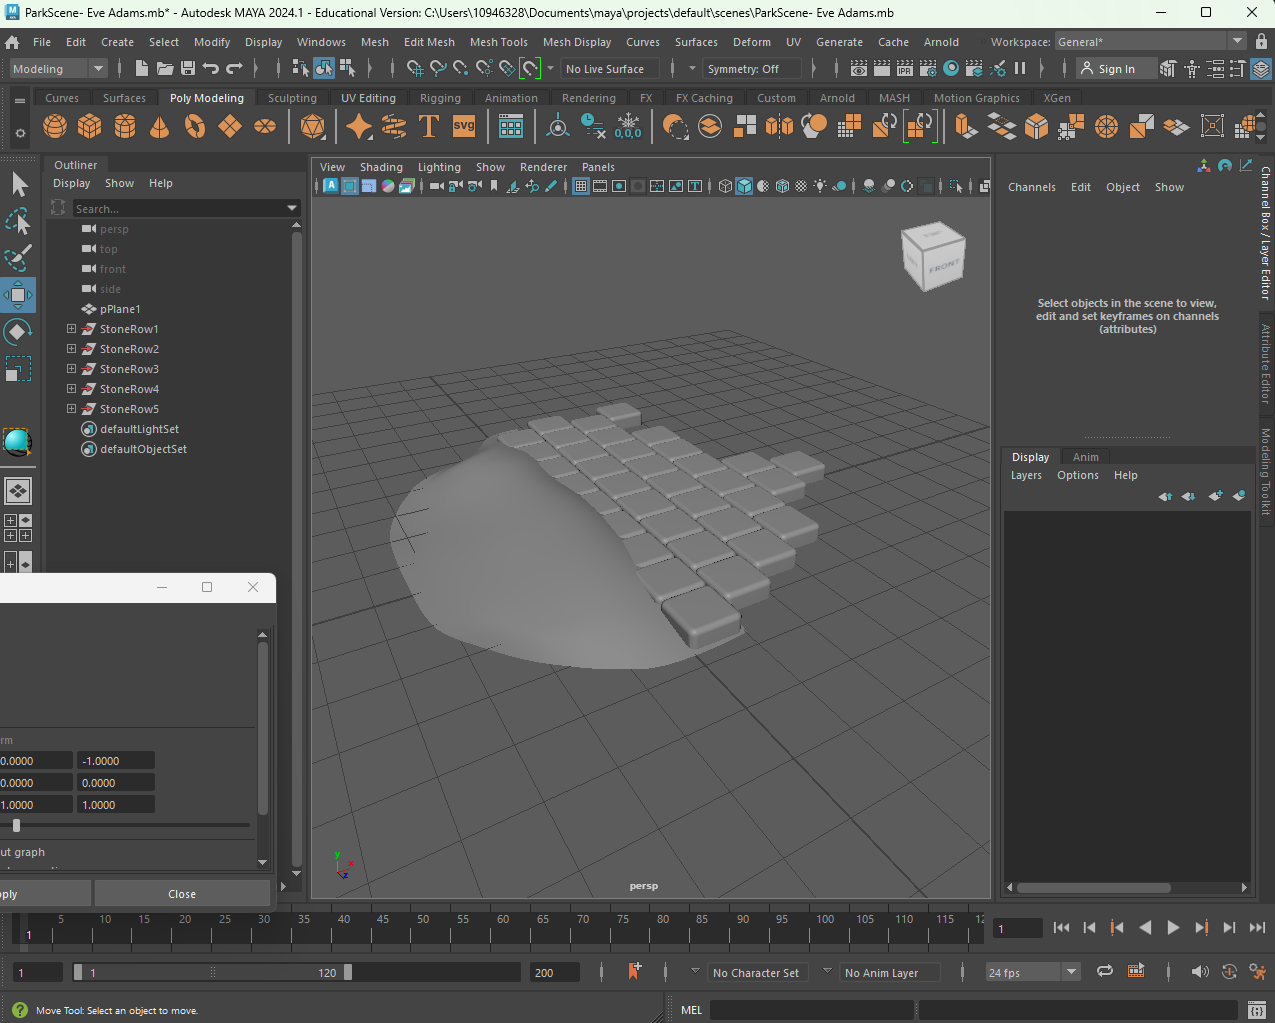 ParkScene- Eve Adams.mb* - Autodesk MAYA 2024.1 - Educational Version: C:\Users\10946328\Documents\maya\projects\default\scenes\ParkScene- Eve Adams.mb
File Edit Create Select Modify Display Windows Mesh Edit Mesh Mesh Tools Mesh Display Curves Surfaces Deform UV Generate Cache Arnold Workspace: General*
Modeling No Live Surface Symmetry: Off IPR Sign In
Curves Surfaces Poly Modeling Sculpting UV Editing Rigging Animation Rendering FX FX Caching Custom Arnold MASH Motion Graphics XGen
T SVG 0,0,0
Outliner
Display Show Help
Search...
persp
top
front
side
pPlane1
StoneRow1
StoneRow2
StoneRow3
StoneRow4
StoneRow5
defaultLightSet
defaultObjectSet
View Shading Lighting Show Renderer Panels
FRONT
y
x
z
persp
Channels Edit Object Show
Select objects in the scene to view,
edit and set keyframes on channels
(attributes)
Channel Box / Layer Editor
Attribute Editor
Modeling Toolkit
Display Anim
Layers Options Help
rm
0.0000 -1.0000
0.0000 0.0000
1.0000 1.0000
ut graph
pply Close
5 10 15 20 25 30 35 40 45 50 55 60 65 70 75 80 85 90 95 100 105 110 115 12
1
1
1 1 120 200 No Character Set No Anim Layer 24 fps
Move Tool: Select an object to move. MEL